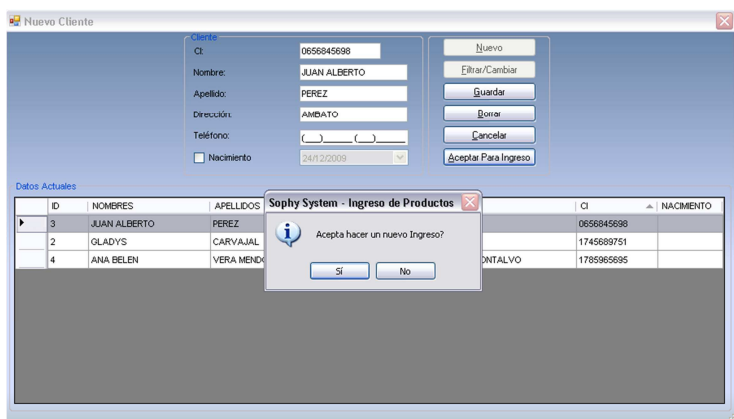 Nuevo Cliente
Cliente
CI: 0656845698
Nombre: JUAN ALBERTO
Apellido: PEREZ
Dirección: AMBATO
Teléfono: (__)_____(__)_____
Nacimiento 24/12/2009
Nuevo
Filtrar/Cambiar
Guardar
Borrar
Cancelar
Aceptar Para Ingreso
Datos Actuales
ID NOMBRES APELLIDOS CI NACIMIENTO
3 JUAN ALBERTO PEREZ 0656845698
2 GLADYS CARVAJAL 1745689751
4 ANA BELEN VERA MEND ONTALVO 1785965695
Sophy System - Ingreso de Productos
Acepta hacer un nuevo Ingreso?
Sí No